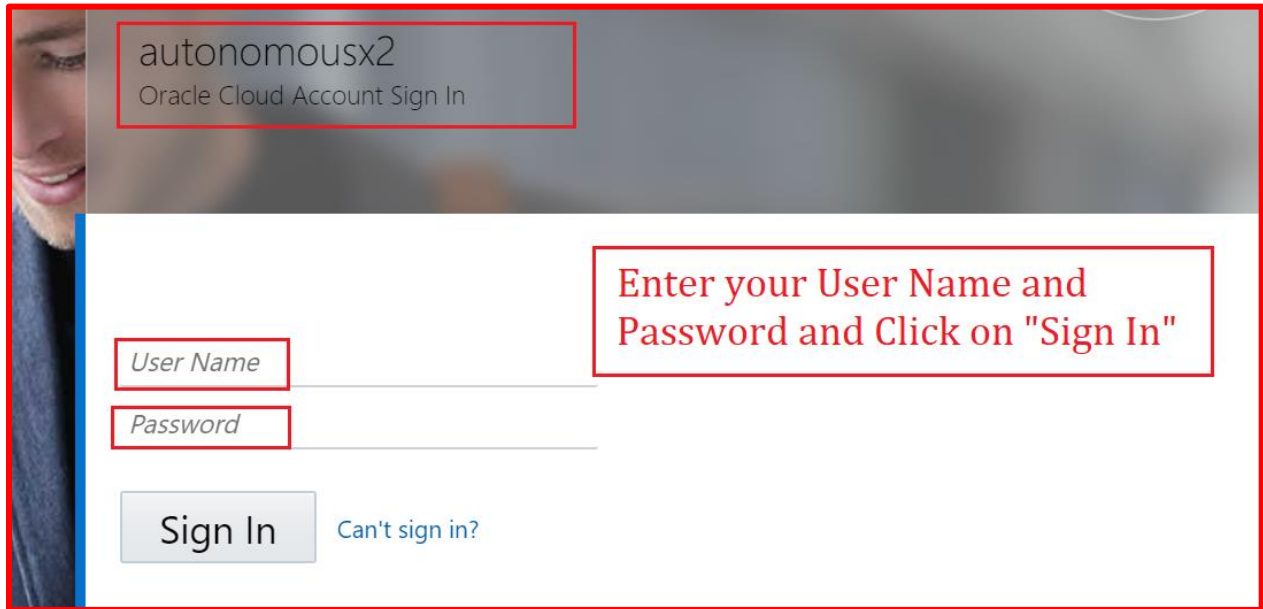 autonomousx2
Oracle Cloud Account Sign In
Enter your User Name and
Password and Click on "Sign In"
User Name
Password
Sign In
Can't sign in?